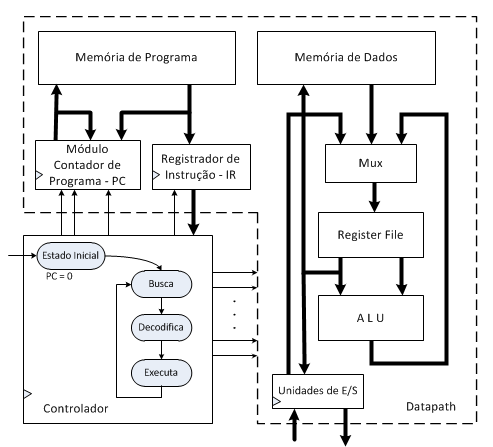 Memória de Programa
Memória de Dados
Módulo
Contador de
Programa - PC
Registrador de
Instrução - IR
Mux
Register File
A L U
Estado Inicial
PC = 0
Busca
Decodifica
Executa
Controlador
Unidades de E/S
Datapath